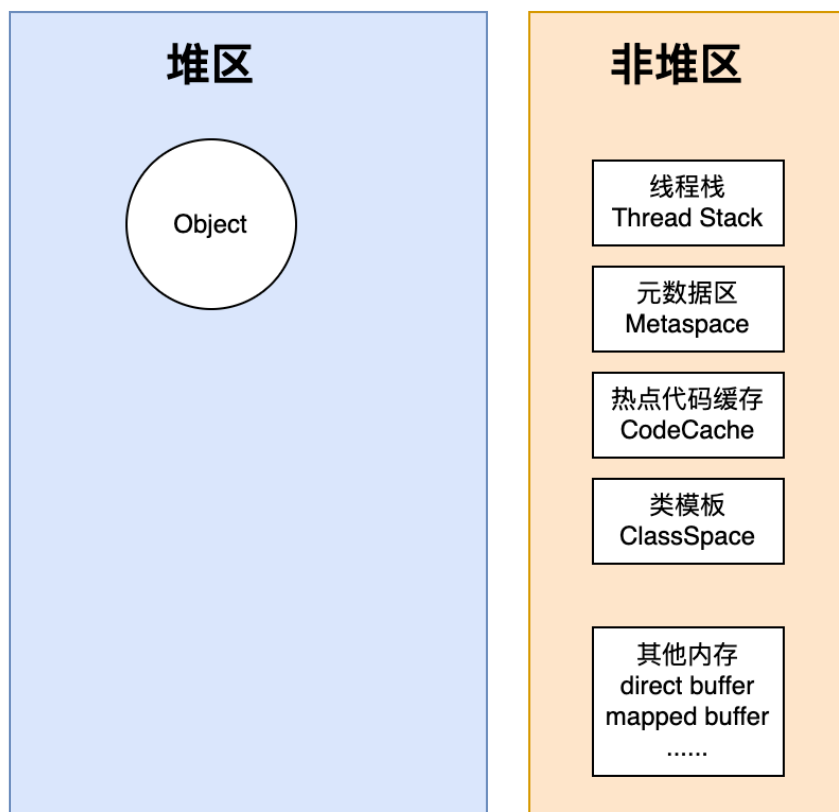 堆区
Object
非堆区
线程栈
Thread Stack
元数据区
Metaspace
热点代码缓存
CodeCache
类模板
ClassSpace
其他内存
direct buffer
mapped buffer
......